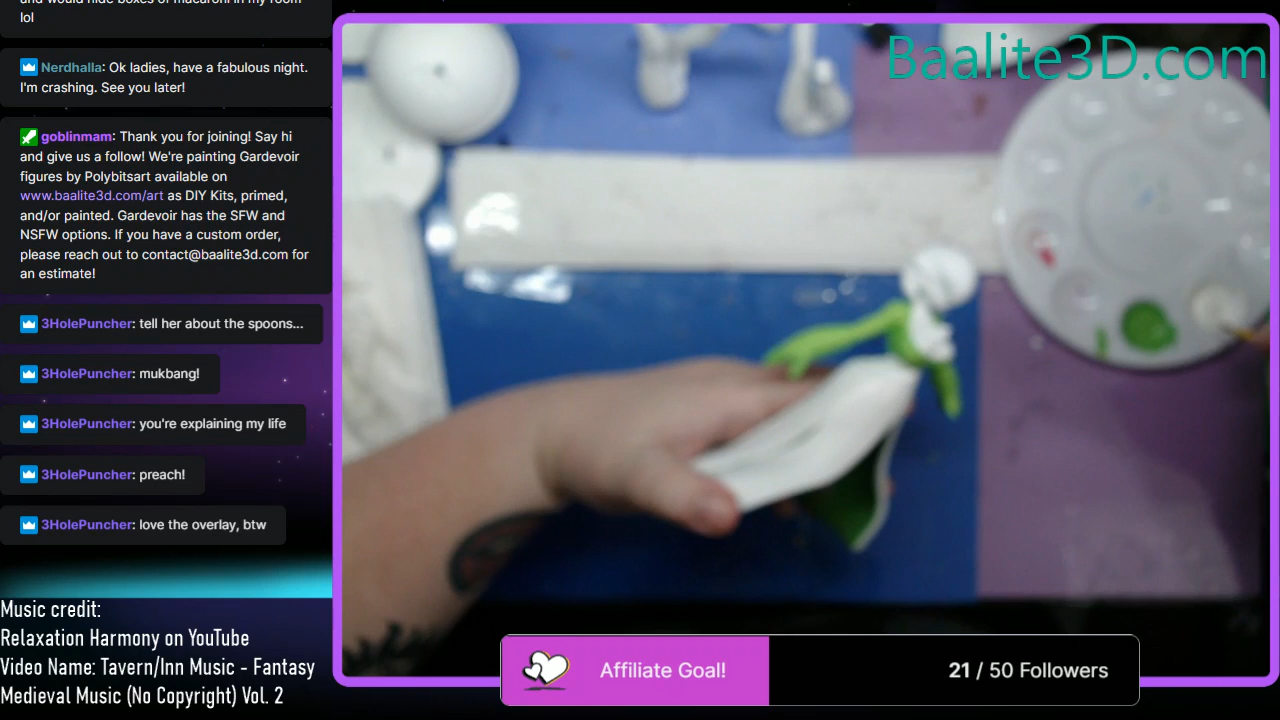 and would hide boxes of macaroni in my room
lol
Nerdhalla: Ok ladies, have a fabulous night.
I'm crashing. See you later!
goblinmam: Thank you for joining! Say hi
and give us a follow! We're painting Gardevoir
figures by Polybitsart available on
www.baalite3d.com/art as DIY Kits, primed,
and/or painted. Gardevoir has the SFW and
NSFW options. If you have a custom order,
please reach out to contact@baalite3d.com for
an estimate!
3HolePuncher: tell her about the spoons...
3HolePuncher: mukbang!
3HolePuncher: you're explaining my life
3HolePuncher: preach!
3HolePuncher: love the overlay, btw
Music credit:
Relaxation Harmony on YouTube
Video Name: Tavern/Inn Music - Fantasy
Medieval Music (No Copyright) Vol. 2
Baalite3D.com
Affiliate Goal!
21 / 50 Followers